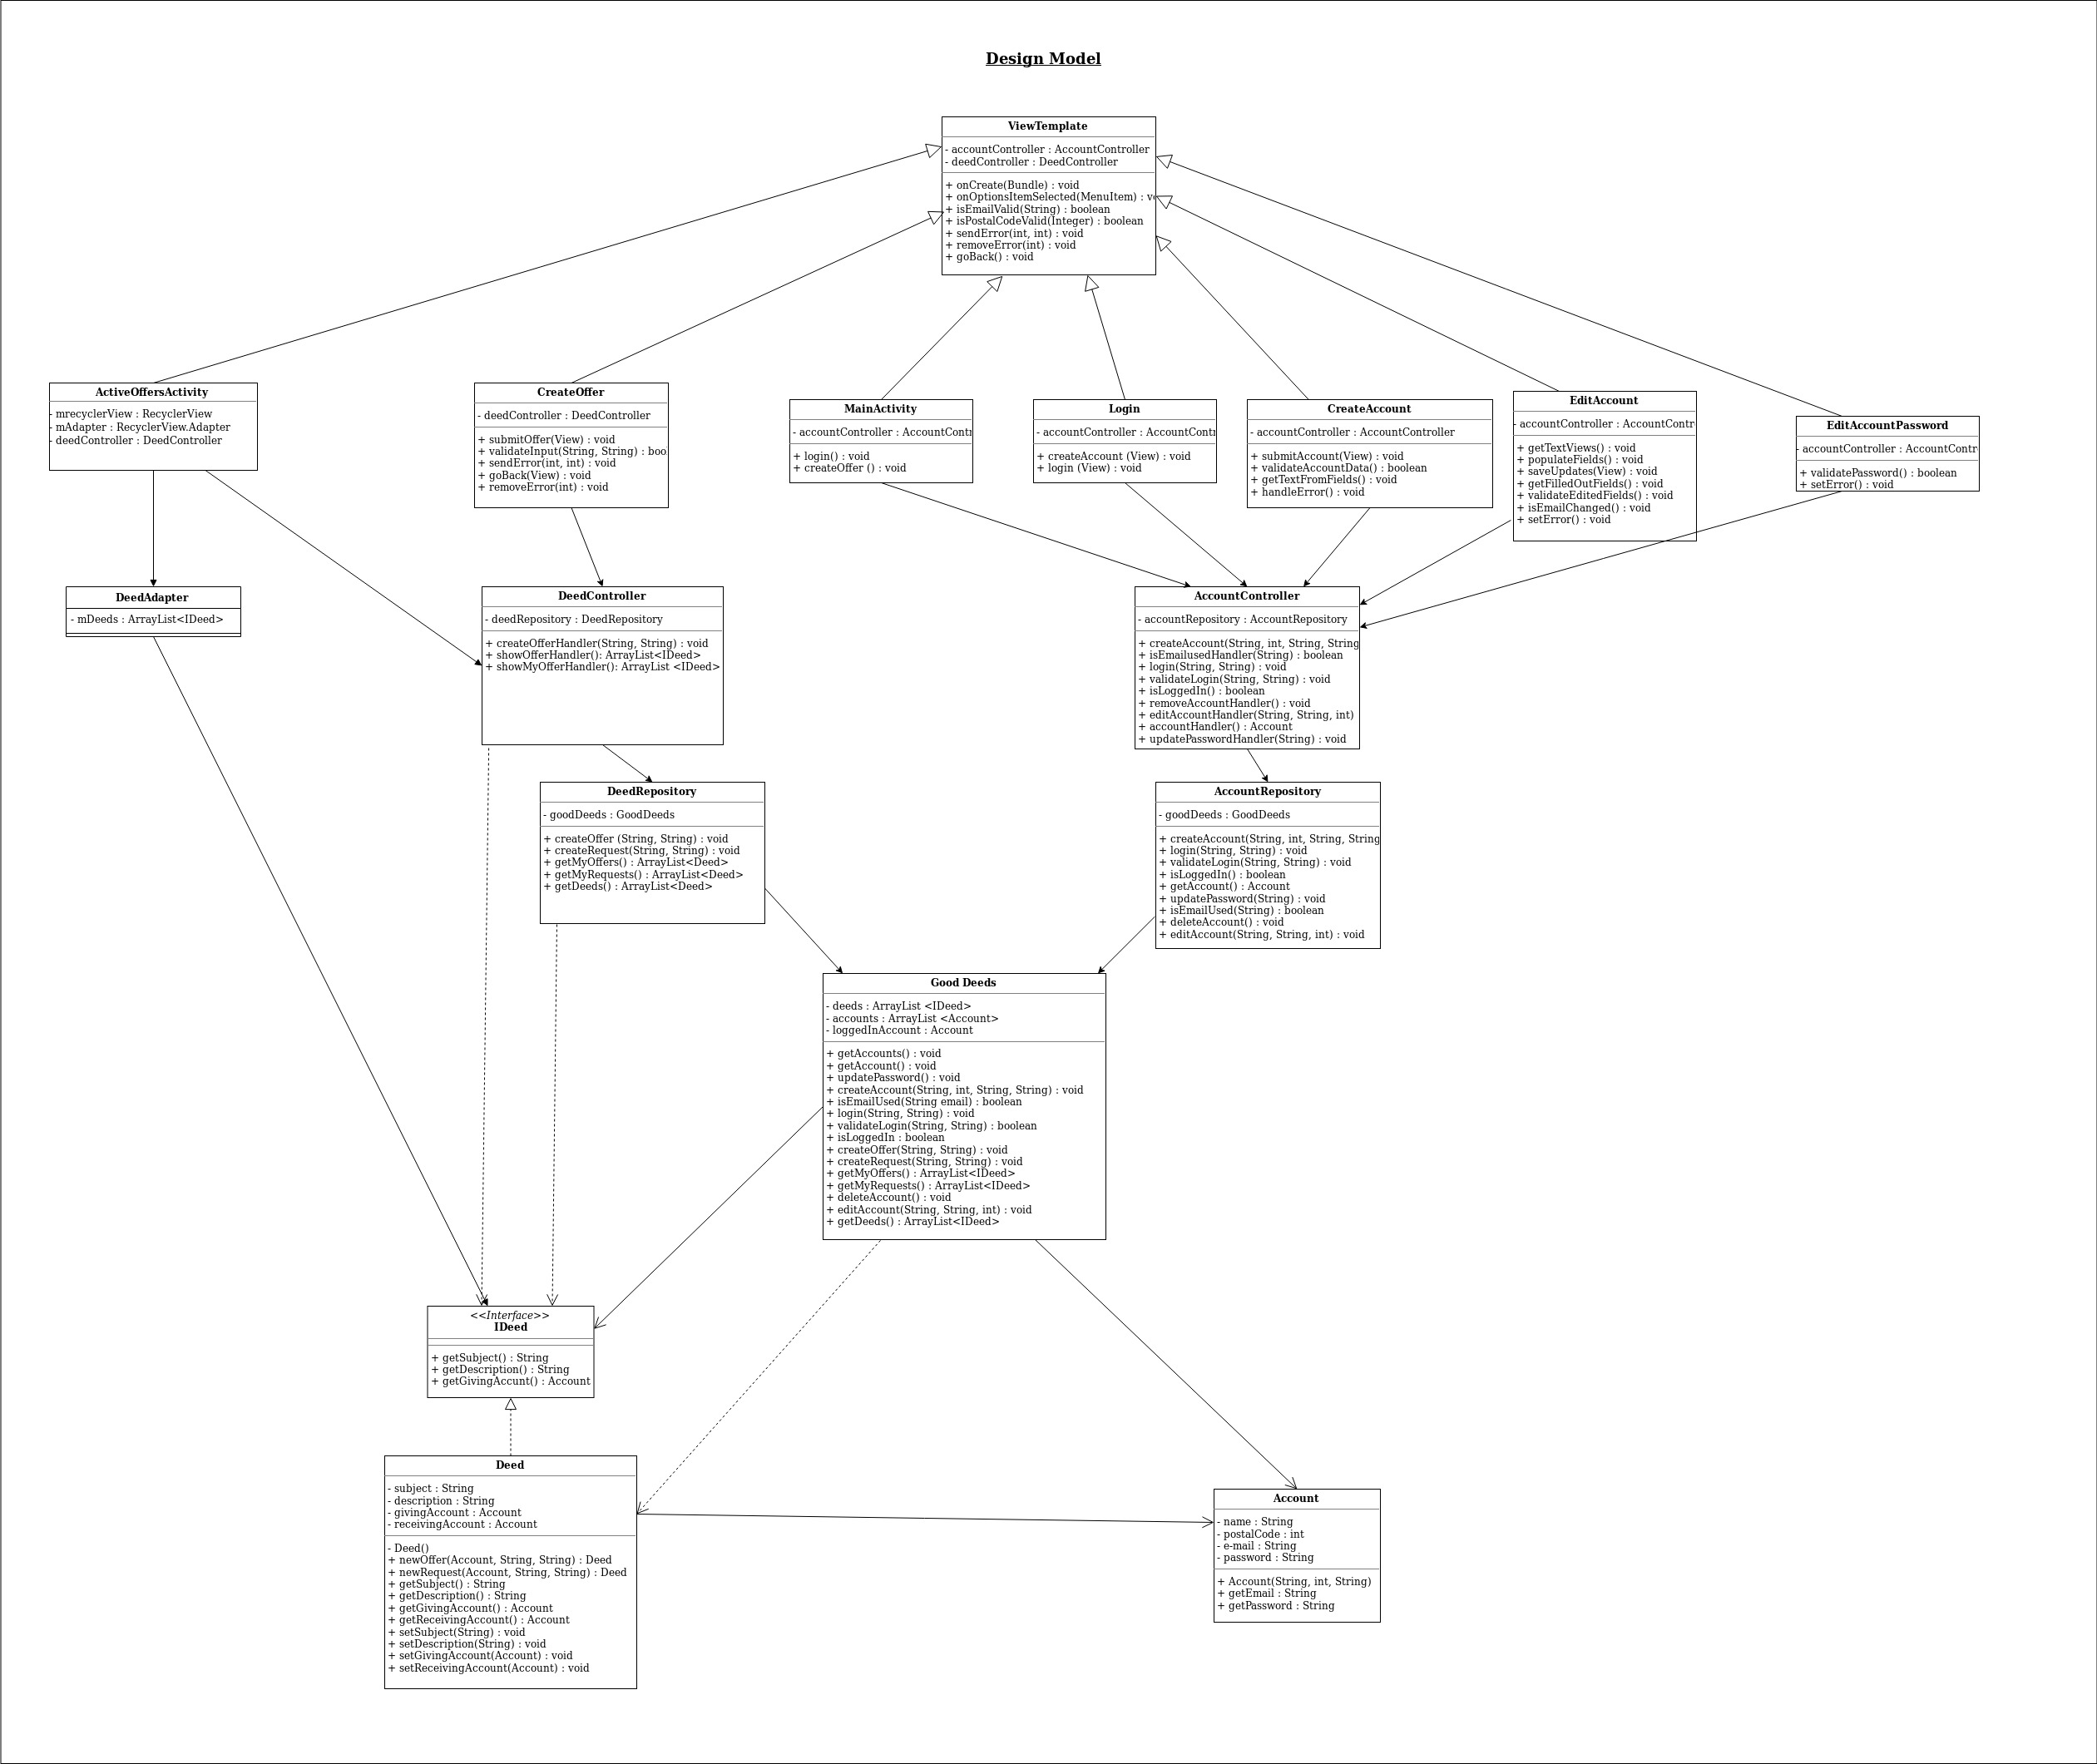 Design Model
ViewTemplate
- accountController : AccountController
- deedController : DeedController
+ onCreate(Bundle) : void
+ onOptionsItemSelected(MenuItem) : v
+ isEmailValid(String) : boolean
+ isPostalCodeValid(Integer) : boolean
+ sendError(int, int) : void
+ removeError(int) : void
+ goBack() : void
ActiveOffersActivity
- mrecyclerView : RecyclerView
- mAdapter : RecyclerView.Adapter
- deedController : DeedController
CreateOffer
- deedController : DeedController
+ submitOffer(View) : void
+ validateInput(String, String) : bool
+ sendError(int, int) : void
+ goBack(View) : void
+ removeError(int) : void
MainActivity
- accountController : AccountContr
+ login() : void
+ createOffer () : void
Login
- accountController : AccountContr
+ createAccount (View) : void
+ login (View) : void
CreateAccount
- accountController : AccountController
+ submitAccount(View) : void
+ validateAccountData() : boolean
+ getTextFromFields() : void
+ handleError() : void
EditAccount
- accountController : AccountContr
+ getTextViews() : void
+ populateFields() : void
+ saveUpdates(View) : void
+ getFilledOutFields() : void
+ validateEditedFields() : void
+ isEmailChanged() : void
+ setError() : void
EditAccountPassword
- accountController : AccountContr
+ validatePassword() : boolean
+ setError() : void
DeedAdapter
- mDeeds : ArrayList<IDeed>
DeedController
- deedRepository : DeedRepository
+ createOfferHandler(String, String) : void
+ showOfferHandler(): ArrayList<IDeed>
+ showMyOfferHandler(): ArrayList <IDeed>
AccountController
- accountRepository : AccountRepository
+ createAccount(String, int, String, String
+ isEmailusedHandler(String) : boolean
+ login(String, String) : void
+ validateLogin(String, String) : void
+ isLoggedIn() : boolean
+ removeAccountHandler() : void
+ editAccountHandler(String, String, int)
+ accountHandler() : Account
+ updatePasswordHandler(String) : void
DeedRepository
- goodDeeds : GoodDeeds
+ createOffer (String, String) : void
+ createRequest(String, String) : void
+ getMyOffers() : ArrayList<Deed>
+ getMyRequests() : ArrayList<Deed>
+ getDeeds() : ArrayList<Deed>
AccountRepository
- goodDeeds : GoodDeeds
+ createAccount(String, int, String, String
+ login(String, String) : void
+ validateLogin(String, String) : void
+ isLoggedIn() : boolean
+ getAccount() : Account
+ updatePassword(String) : void
+ isEmailUsed(String) : boolean
+ deleteAccount() : void
+ editAccount(String, String, int) : void
Good Deeds
- deeds : ArrayList <IDeed>
- accounts : ArrayList <Account>
- loggedInAccount : Account
+ getAccounts() : void
+ getAccount() : void
+ updatePassword() : void
+ createAccount(String, int, String, String) : void
+ isEmailUsed(String email) : boolean
+ login(String, String) : void
+ validateLogin(String, String) : boolean
+ isLoggedIn : boolean
+ createOffer(String, String) : void
+ createRequest(String, String) : void
+ getMyOffers() : ArrayList<IDeed>
+ getMyRequests() : ArrayList<IDeed>
+ deleteAccount() : void
+ editAccount(String, String, int) : void
+ getDeeds() : ArrayList<IDeed>
<<Interface>>
IDeed
+ getSubject() : String
+ getDescription() : String
+ getGivingAccunt() : Account
Deed
- subject : String
- description : String
- givingAccount : Account
- receivingAccount : Account
- Deed()
+ newOffer(Account, String, String) : Deed
+ newRequest(Account, String, String) : Deed
+ getSubject() : String
+ getDescription() : String
+ getGivingAccount() : Account
+ getReceivingAccount() : Account
+ setSubject(String) : void
+ setDescription(String) : void
+ setGivingAccount(Account) : void
+ setReceivingAccount(Account) : void
Account
- name : String
- postalCode : int
- e-mail : String
- password : String
+ Account(String, int, String)
+ getEmail : String
+ getPassword : String